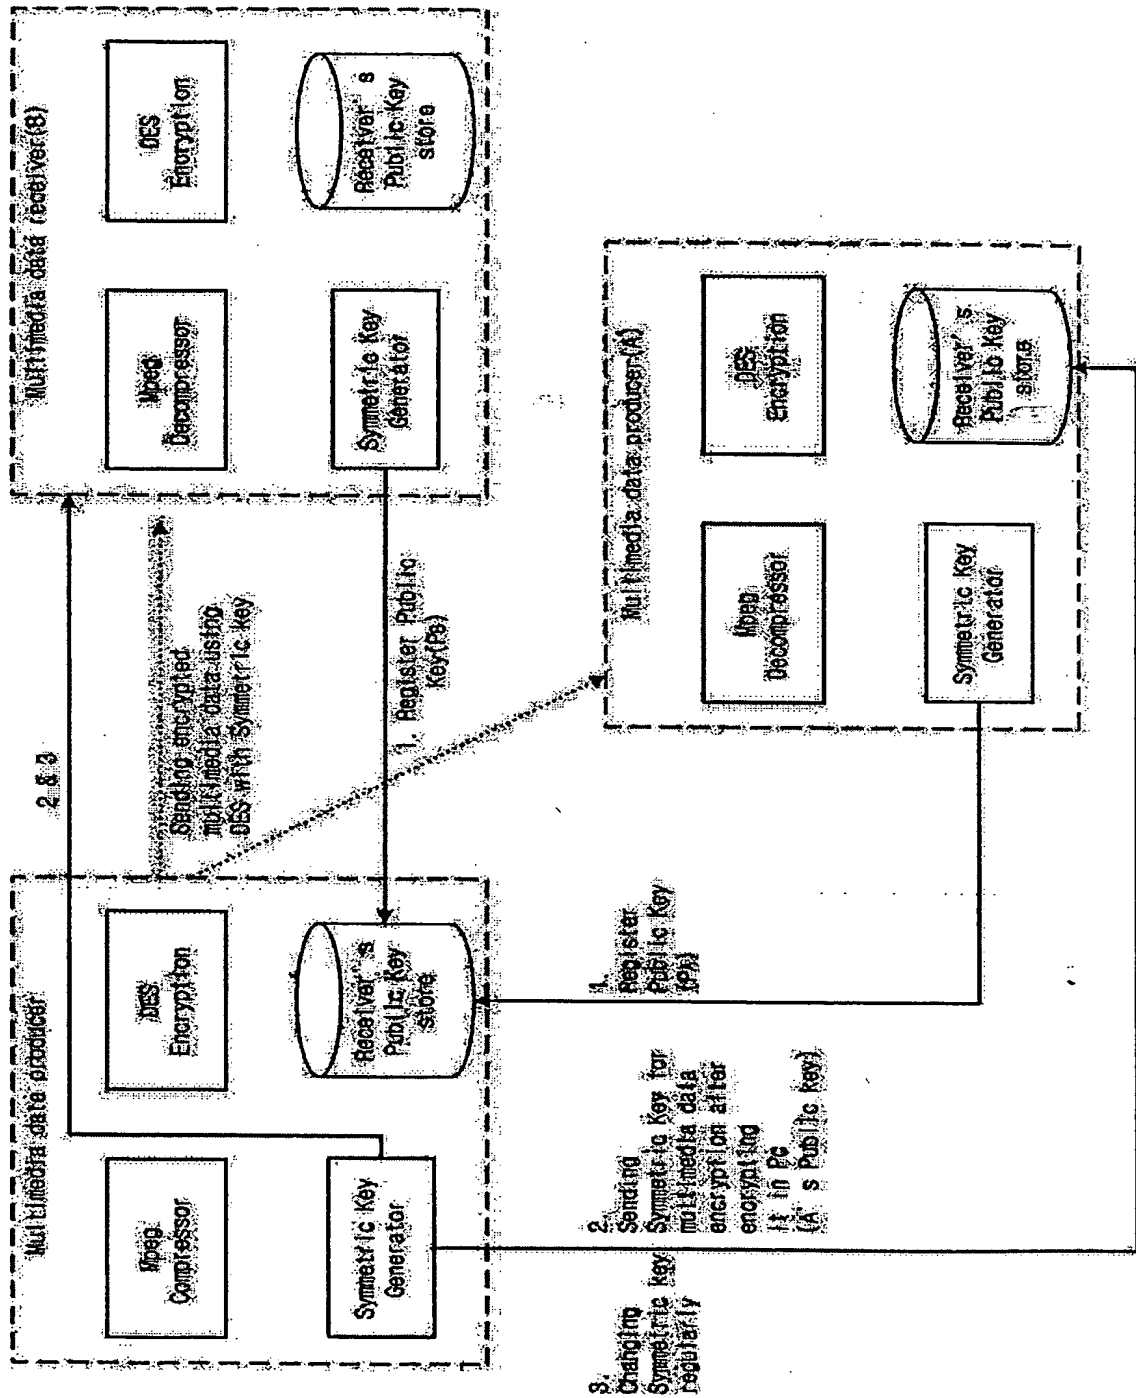 Multimedia date producer
Mpeg
Compressor
DES
Encryption
Symmetric Key
Generator
Receiver's
Public Key
store
2 & 3
Sending encrypted
multimedia data using
DES with Symmetric key
1. Register Public
Key(PB)
Multimedia data receiver(B)
Mpeg
Decompressor
DES
Encryption
Symmetric Key
Generator
Receiver's
Public Key
store
3.
Changing
Symmetric key
regularly
2.
Sending
Symmetric Key for
multimedia data
encryption after
encrypting
it in Pc
(A's Public key)
1.
Register
Public Key
(PA)
Multimedia data producer(A)
Mpeg
Decompressor
DES
Encryption
Symmetric Key
Generator
Receiver's
Public Key
store